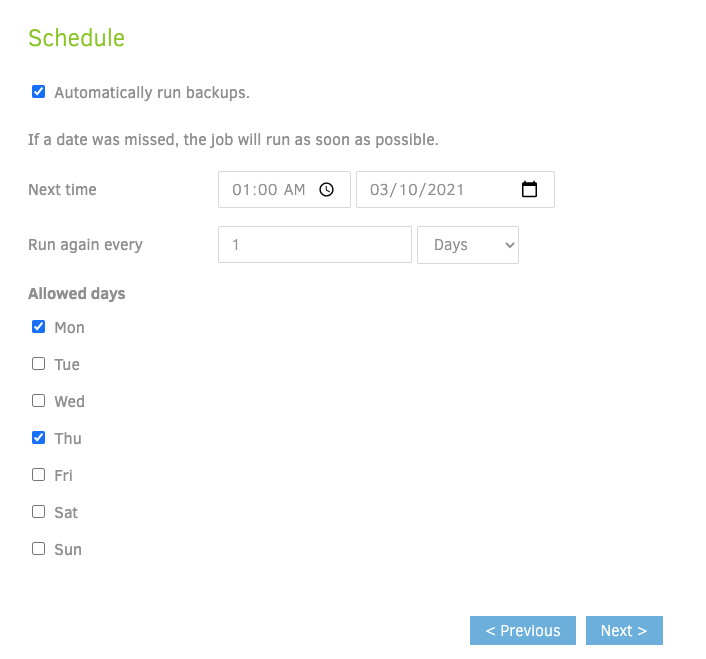 Schedule
Automatically run backups.
If a date was missed, the job will run as soon as possible.
Next time 01:00 AM 03/10/2021
Run again every 1 Days
Allowed days
Mon
Tue
Wed
Thu
Fri
Sat
Sun
< Previous Next >